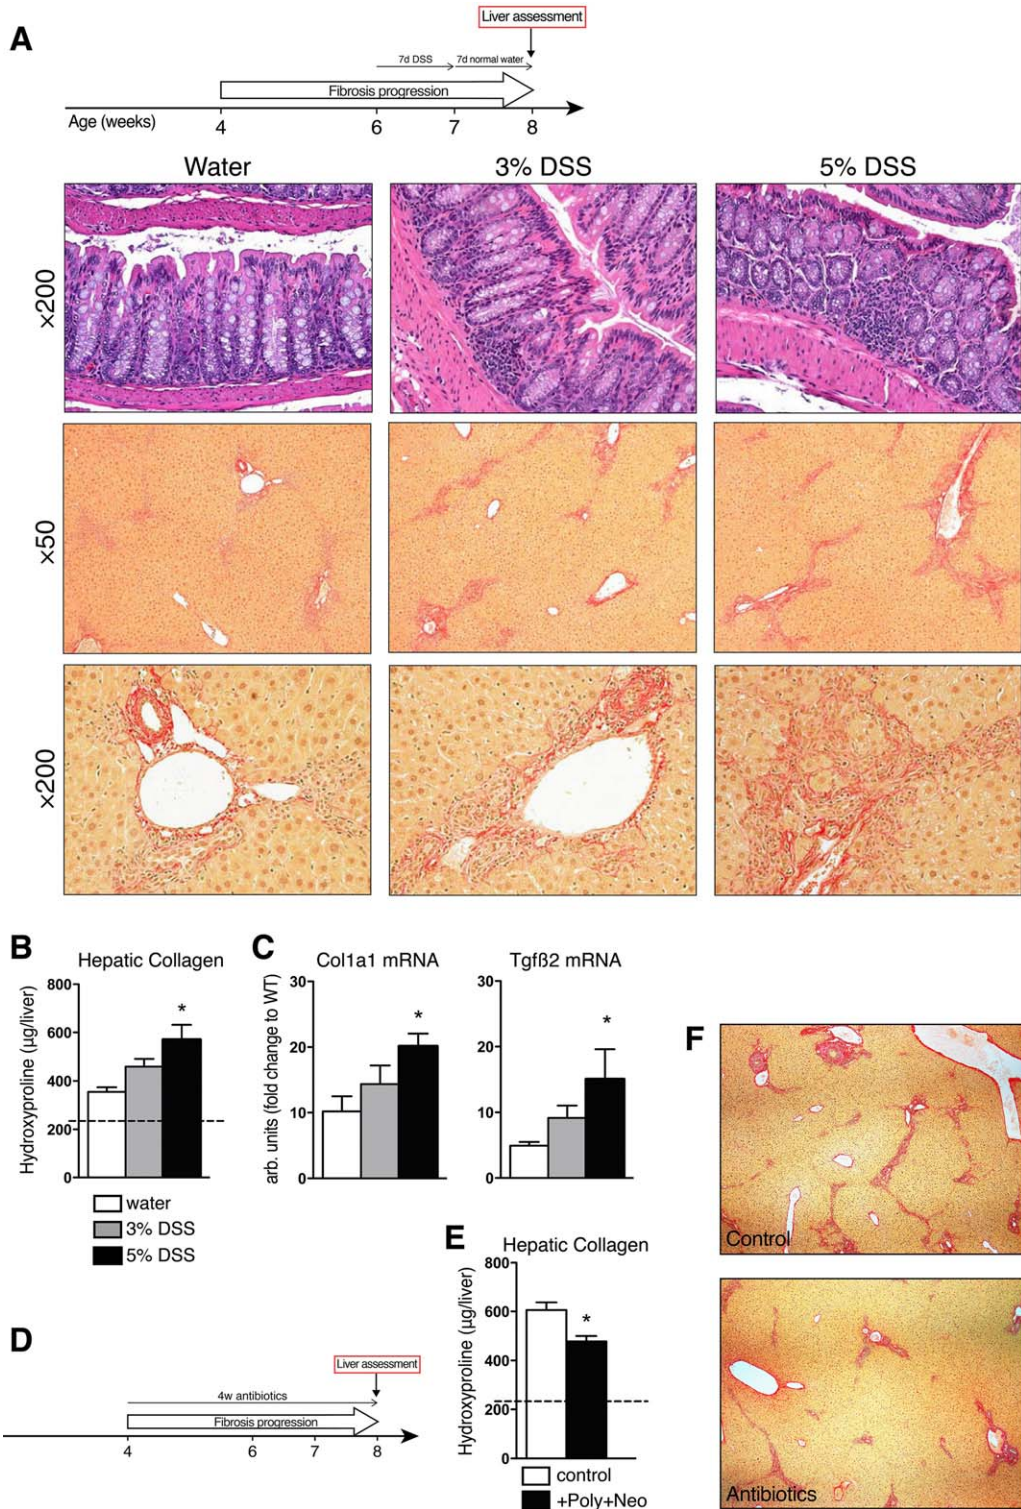 A
Liver assessment
7d DSS
7d normal water
Fibrosis progression
Age (weeks)
4
6
7
8
Water
3% DSS
5% DSS
x200
x50
x200
B
Hepatic Collagen
Hydroxyproline (µg/liver)
800
600
400
200
0
*
water
3% DSS
5% DSS
C
Col1a1 mRNA
arb. units (fold change to WT)
30
20
10
0
*
Tgfß2 mRNA
30
20
10
0
*
D
Liver assessment
4w antibiotics
Fibrosis progression
4
6
7
8
E
Hepatic Collagen
Hydroxyproline (µg/liver)
800
600
400
200
0
*
control
+Poly+Neo
F
Control
Antibiotics